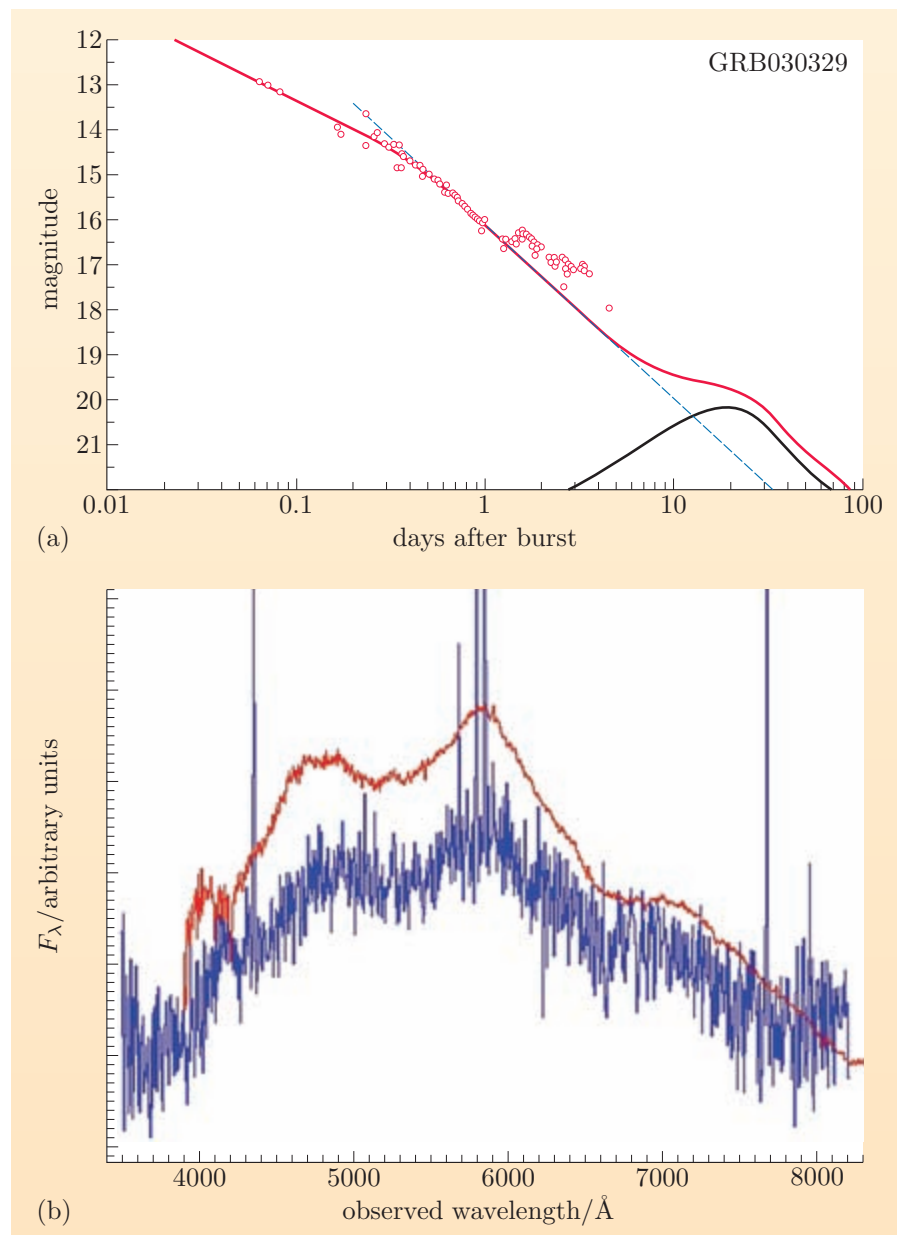 GRB030329
magnitude
12
13
14
15
16
17
18
19
20
21
0.01 0.1 1 10 100
(a) days after burst
Fλ/arbitrary units
4000 5000 6000 7000 8000
(b) observed wavelength/Å